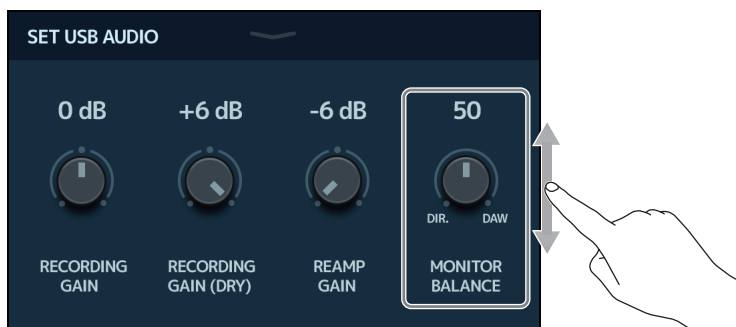 SET USB AUDIO
0 dB
+6 dB
-6 dB
50
DIR.
DAW
RECORDING
GAIN
RECORDING
GAIN (DRY)
REAMP
GAIN
MONITOR
BALANCE